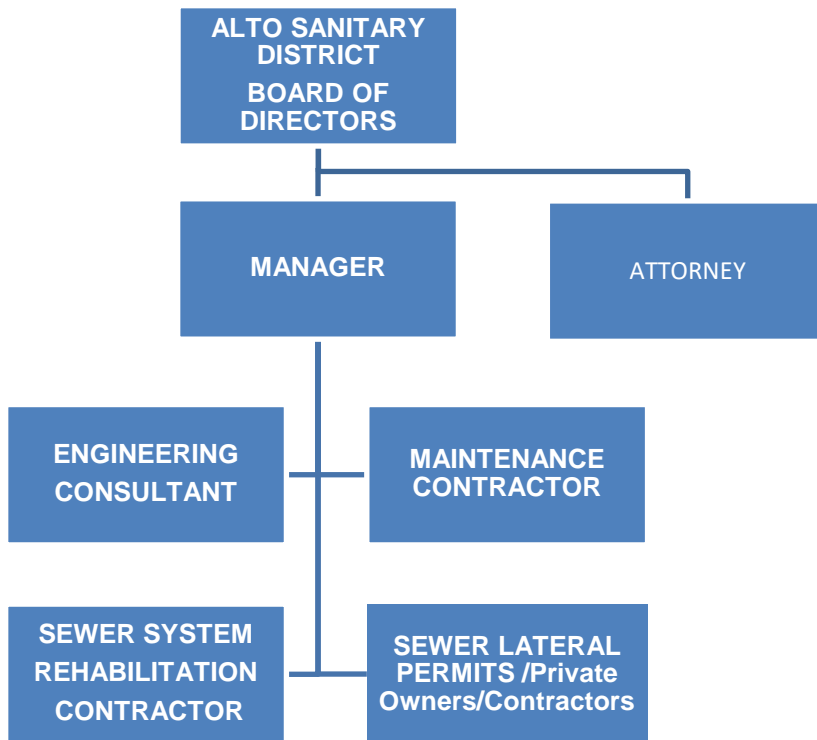 ALTO SANITARY
DISTRICT
BOARD OF
DIRECTORS
MANAGER
ATTORNEY
ENGINEERING
CONSULTANT
MAINTENANCE
CONTRACTOR
SEWER SYSTEM
REHABILITATION
CONTRACTOR
SEWER LATERAL
PERMITS /Private
Owners/Contractors